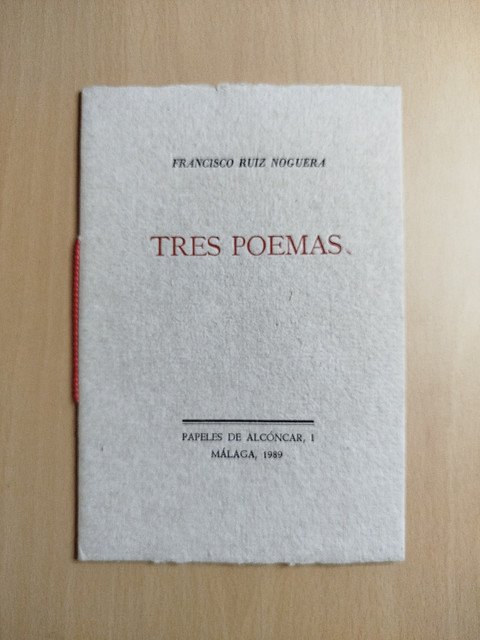 FRANCISCO RUIZ NOGUERA
TRES POEMAS
PAPELES DE ALCÓNCAR, 1
MÁLAGA, 1989